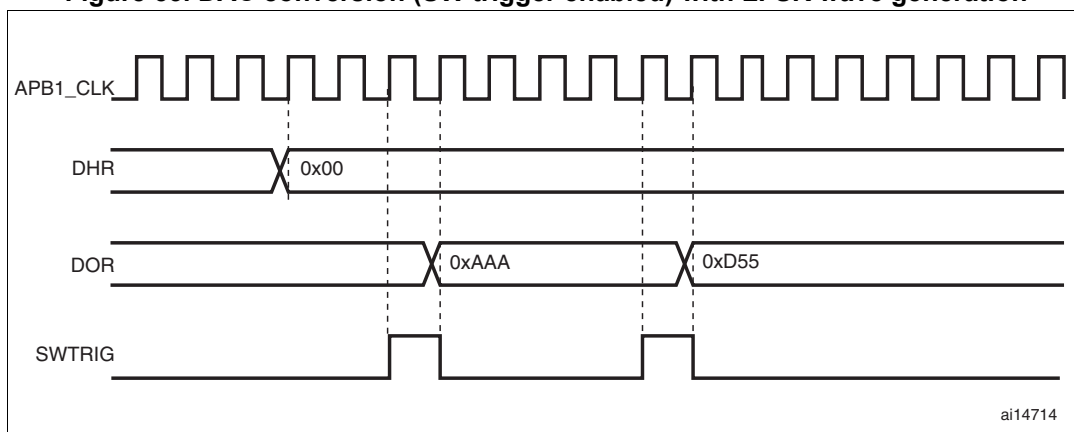 APB1_CLK
DHR
0x00
DOR
0xAAA
0xD55
SWTRIG
ai14714